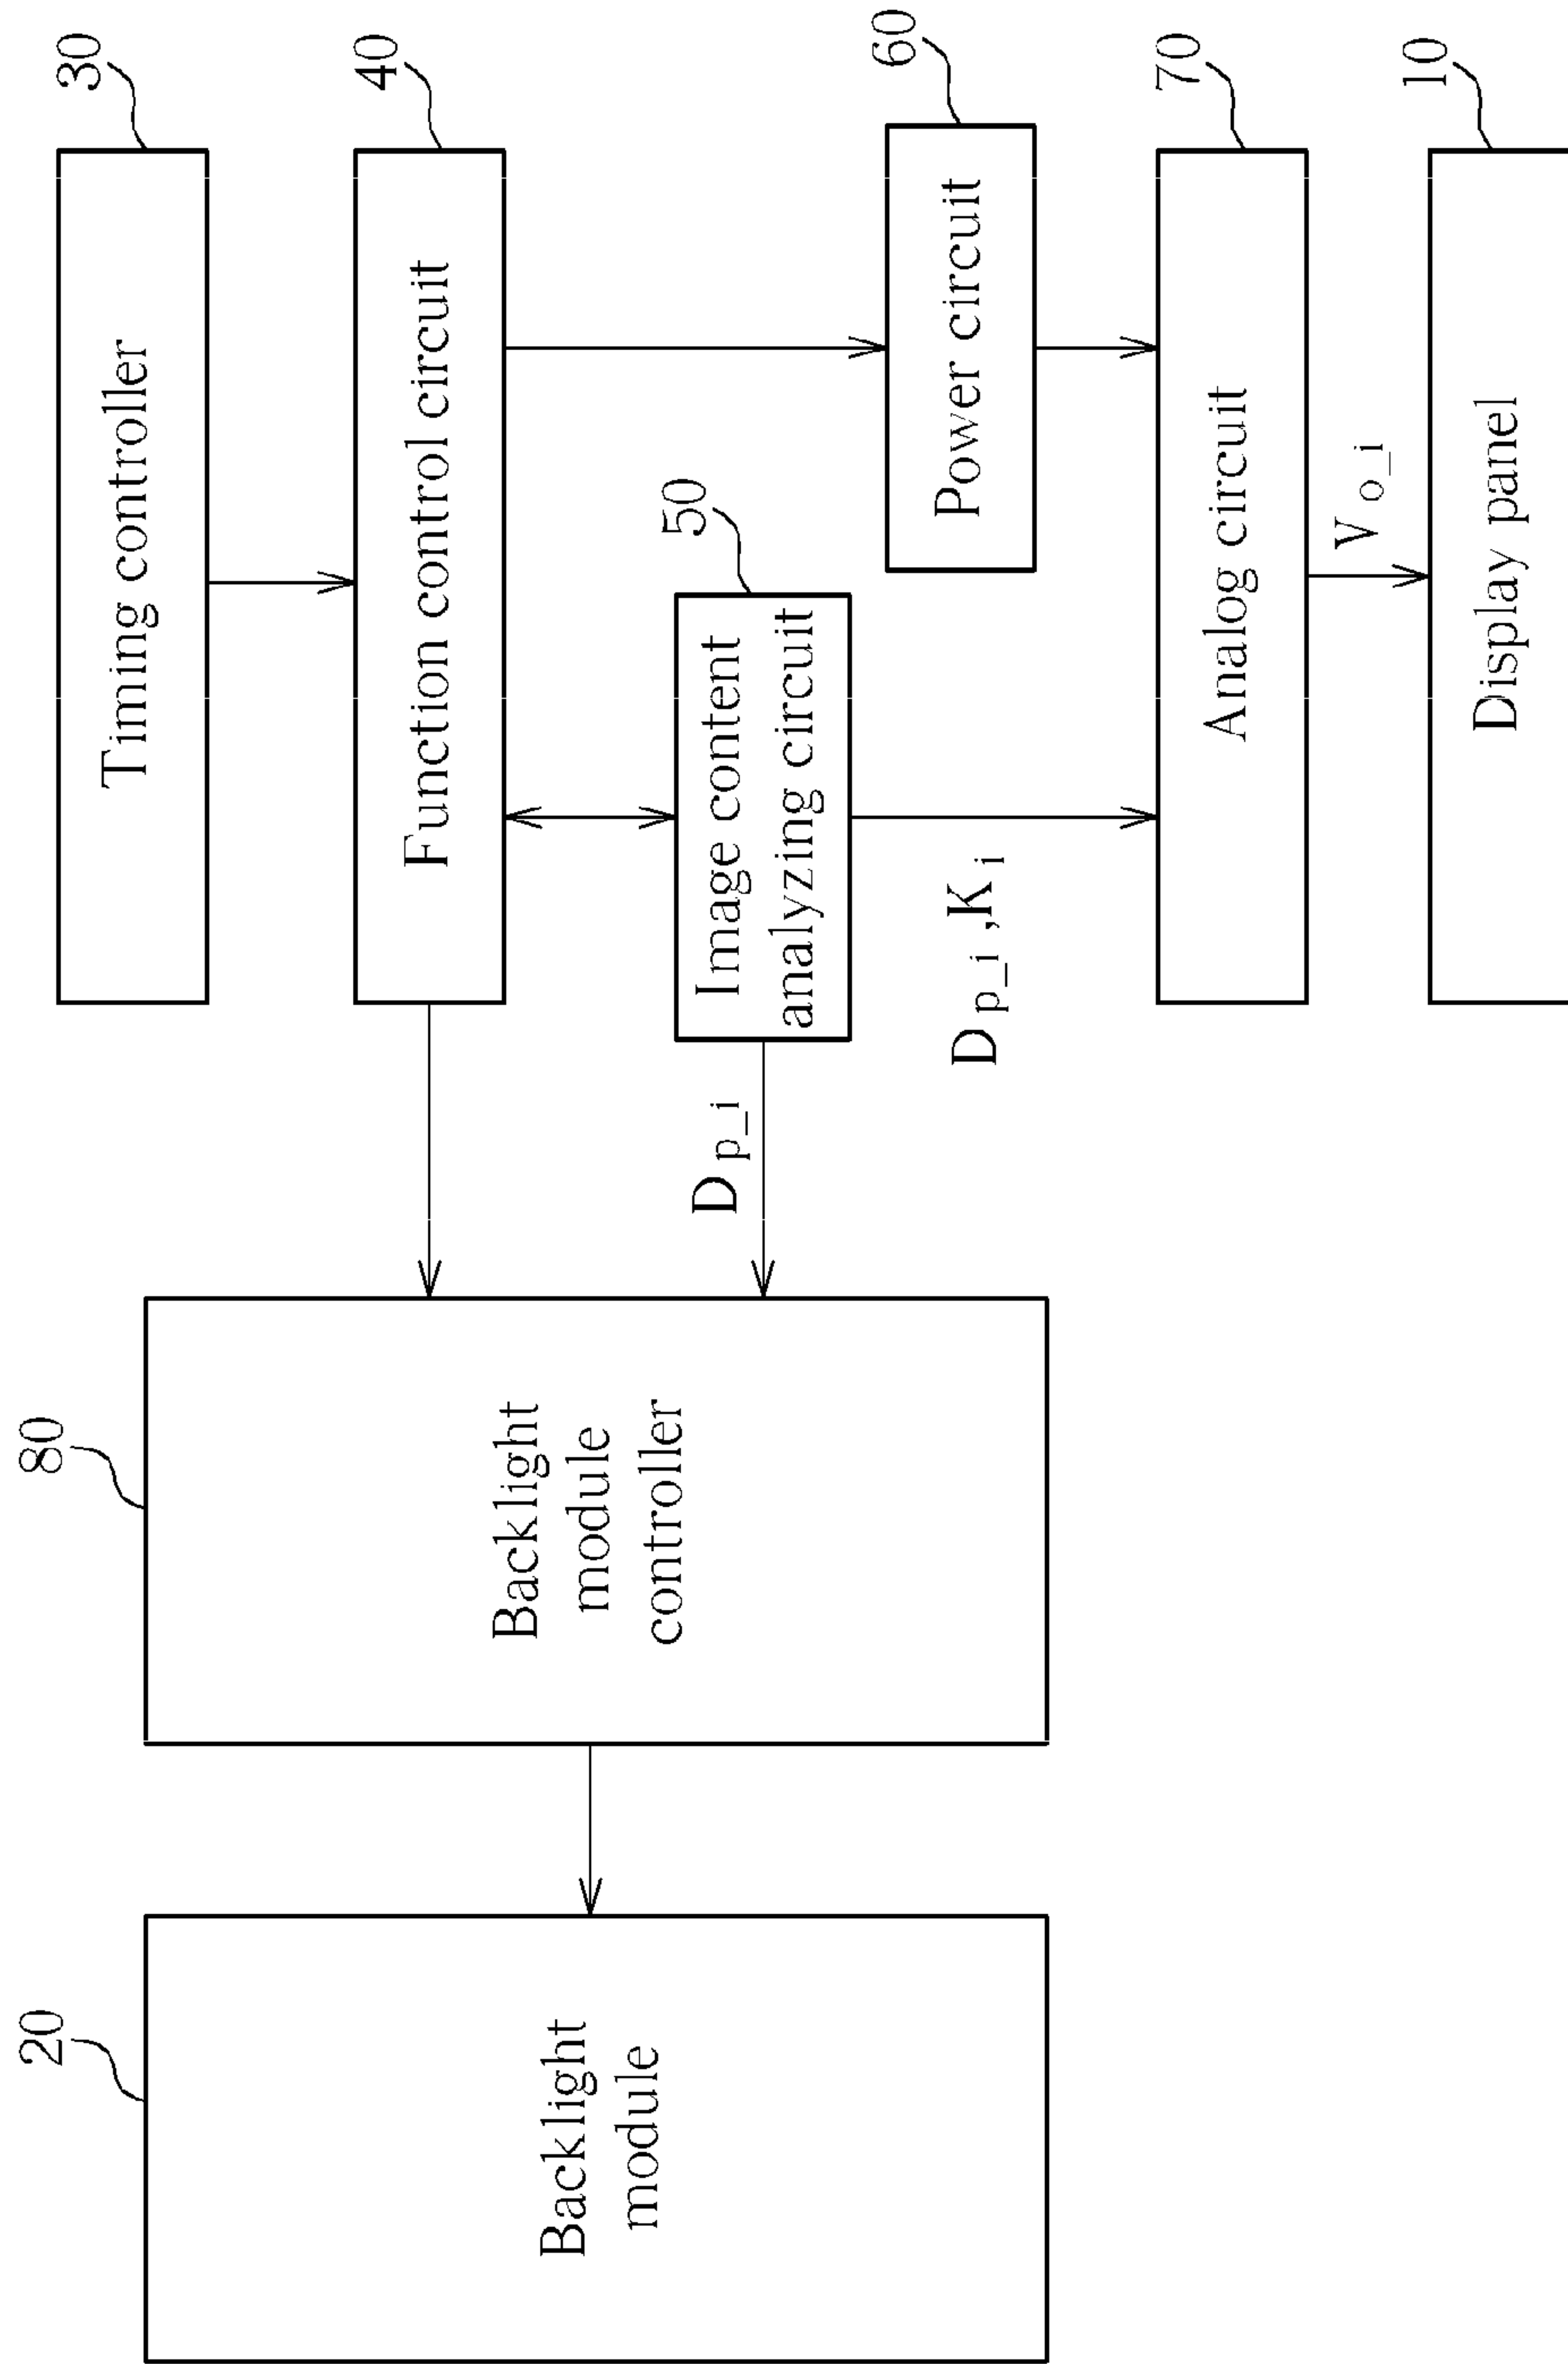 30
Timing controller
40
Function control circuit
50
Image content
analyzing circuit
60
Power circuit
D p_i
D p_i ,K i
70
Analog circuit
V o_i
10
Display panel
80
Backlight
module
controller
20
Backlight
module